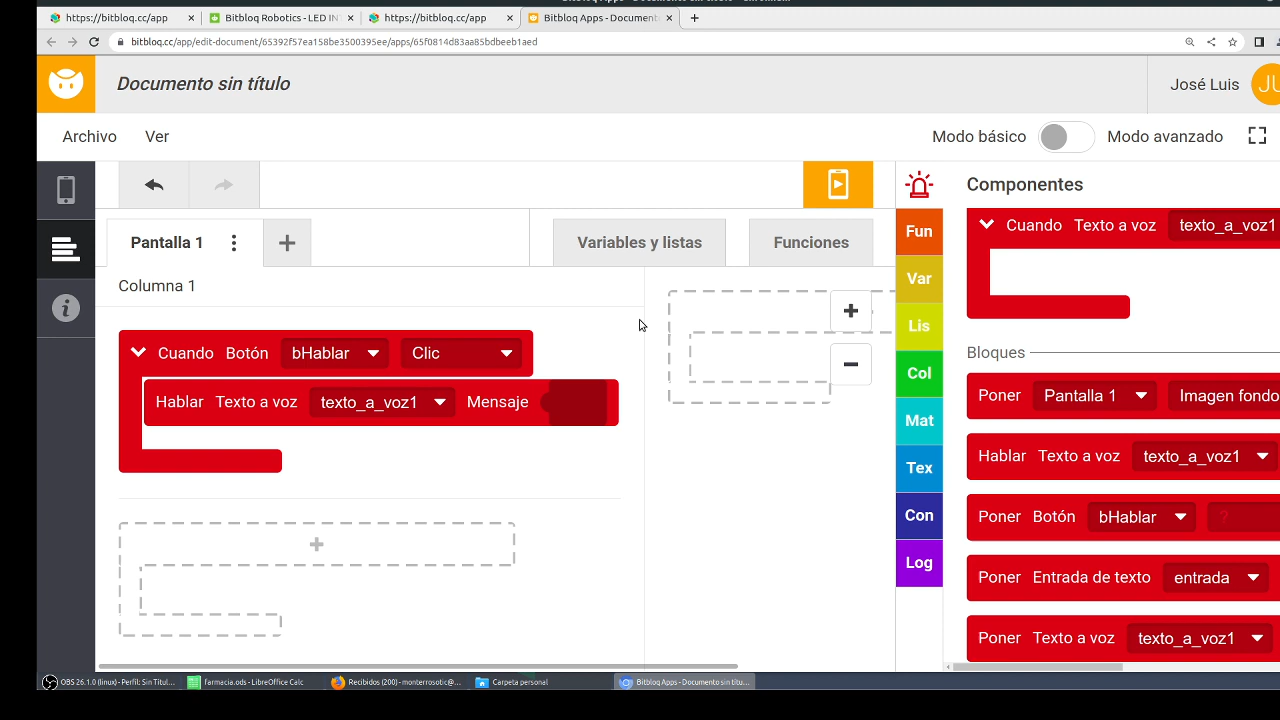 https://bitbloq.cc/app
Bitbloq Robotics - LED IN
https://bitbloq.cc/app
Bitbloq Apps - Document
bitbloq.cc/app/edit-document/65392f57ea158be3500395ee/apps/65f0814d83aa85bdbeeb1aed
Documento sin título
José Luis
JU
Archivo
Ver
Modo básico
Modo avanzado
Componentes
Pantalla 1
Variables y listas
Funciones
Columna 1
Cuando Botón bHablar Clic
Hablar Texto a voz texto_a_voz1 Mensaje
Fun
Var
Lis
Col
Mat
Tex
Con
Log
Cuando Texto a voz texto_a_voz1
Bloques
Poner Pantalla 1 Imagen fondo
Hablar Texto a voz texto_a_voz1
Poner Botón bHablar ?
Poner Entrada de texto entrada
Poner Texto a voz texto_a_voz1
OBS 26.1.0 (linux) - Perfil: Sin Títul...
farmacia.ods - LibreOffice Calc
Recibidos (200) - monterrosotic@...
Carpeta personal
Bitbloq Apps - Documento sin títu...